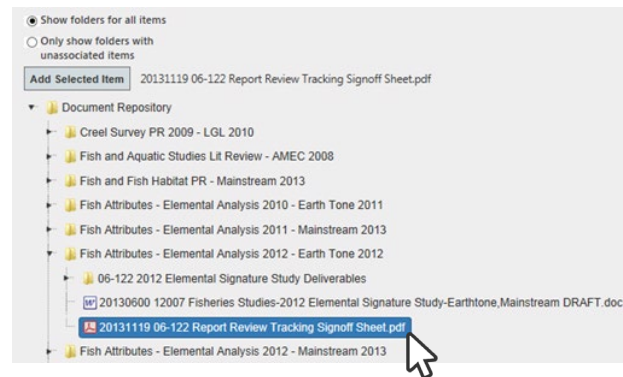 Show folders for all items
Only show folders with
unassociated items
Add Selected Item 20131119 06-122 Report Review Tracking Signoff Sheet.pdf
Document Repository
Creel Survey PR 2009 - LGL 2010
Fish and Aquatic Studies Lit Review - AMEC 2008
Fish and Fish Habitat PR - Mainstream 2013
Fish Attributes - Elemental Analysis 2010 - Earth Tone 2011
Fish Attributes - Elemental Analysis 2011 - Mainstream 2013
Fish Attributes - Elemental Analysis 2012 - Earth Tone 2012
06-122 2012 Elemental Signature Study Deliverables
20130600 12007 Fisheries Studies-2012 Elemental Signature Study-Earthtone,Mainstream DRAFT.doc
20131119 06-122 Report Review Tracking Signoff Sheet.pdf
Fish Attributes - Elemental Analysis 2012 - Mainstream 2013